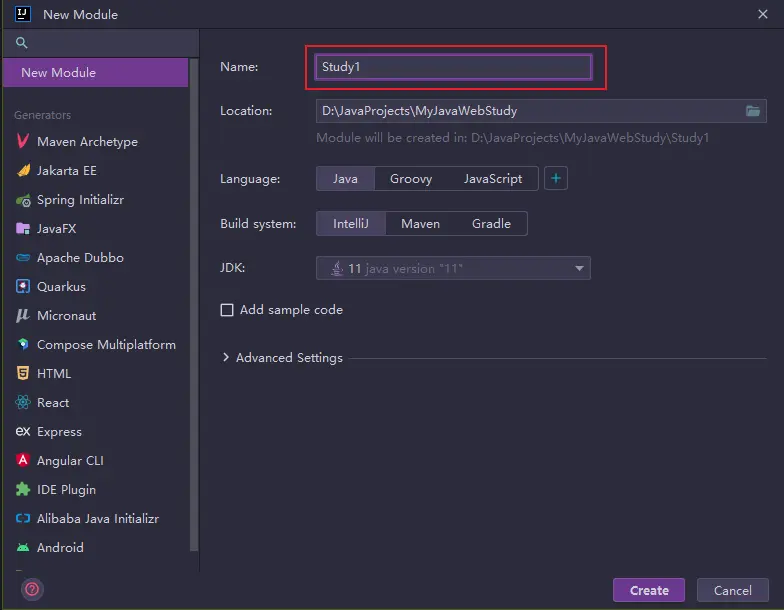 New Module
New Module
Generators
Maven Archetype
Jakarta EE
Spring Initializr
JavaFX
Apache Dubbo
Quarkus
Micronaut
Compose Multiplatform
HTML
React
Express
Angular CLI
IDE Plugin
Alibaba Java Initializr
Android
Name: Study1
Location: D:\JavaProjects\MyJavaWebStudy
Module will be created in: D:\JavaProjects\MyJavaWebStudy\Study1
Language: Java Groovy JavaScript +
Build system: IntelliJ Maven Gradle
JDK: 11 java version "11"
Add sample code
Advanced Settings
? Create Cancel